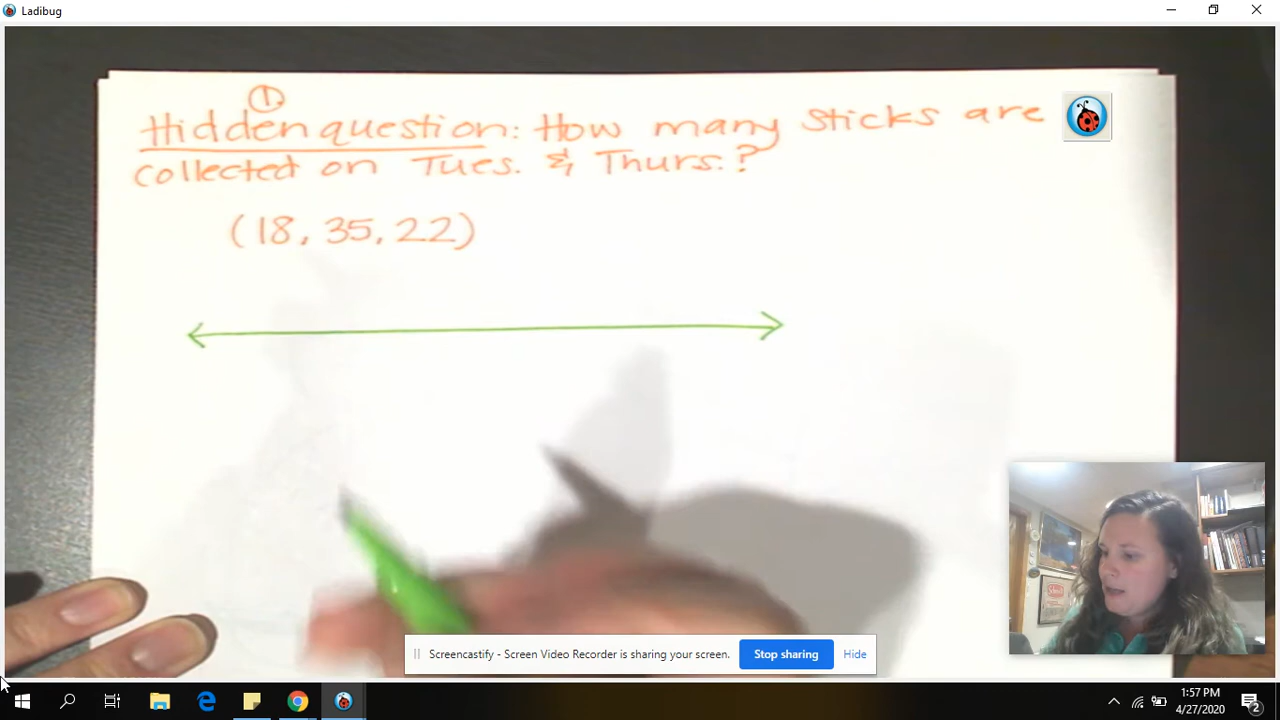 Ladibug
①
Hidden question: How many sticks are
collected on Tues. & Thurs.?
(18, 35, 22)
Screencastify - Screen Video Recorder is sharing your screen.
Stop sharing
Hide
1:57 PM
4/27/2020
2